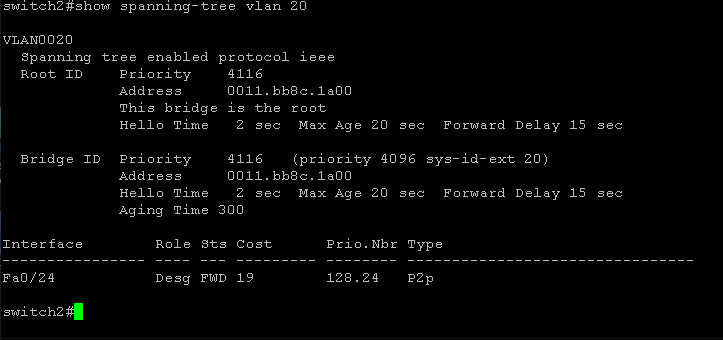 switch2#show spanning-tree vlan 20
VLAN0020
  Spanning tree enabled protocol ieee
  Root ID    Priority    4116
             Address     0011.bb8c.1a00
             This bridge is the root
             Hello Time   2 sec  Max Age 20 sec  Forward Delay 15 sec
  Bridge ID  Priority    4116   (priority 4096 sys-id-ext 20)
             Address     0011.bb8c.1a00
             Hello Time   2 sec  Max Age 20 sec  Forward Delay 15 sec
             Aging Time 300
Interface        Role Sts Cost      Prio.Nbr Type
---------------- ---- --- --------- -------- --------------------------------
Fa0/24           Desg FWD 19        128.24   P2p
switch2#